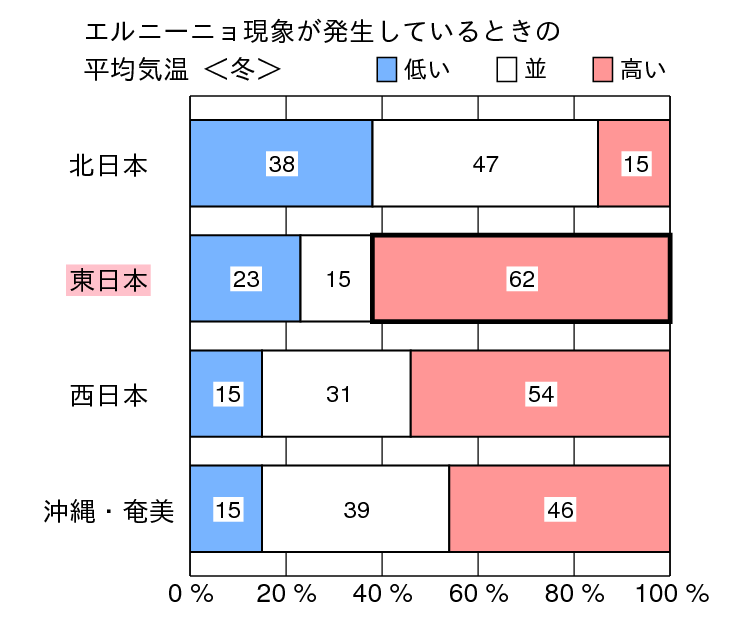 エルニーニョ現象が発生しているときの
平均気温 ＜冬＞ 低い 並 高い
北日本 38 47 15
東日本 23 15 62
西日本 15 31 54
沖縄・奄美 15 39 46
0 % 20 % 40 % 60 % 80 % 100 %